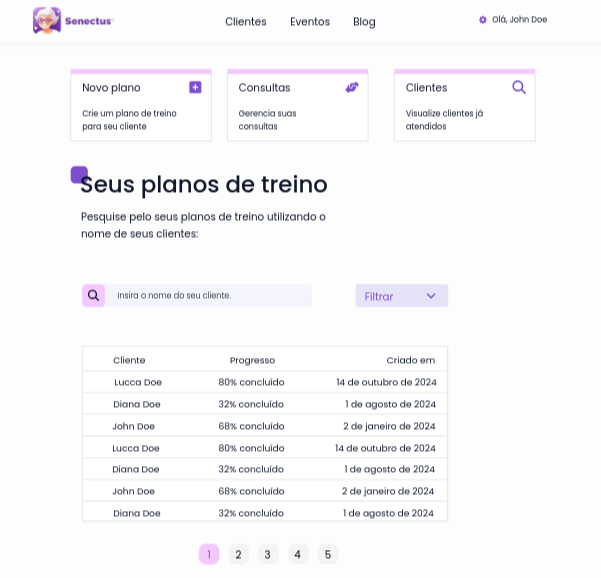 Senectus
Clientes Eventos Blog
Olá, John Doe
Novo plano
Crie um plano de treino
para seu cliente
Consultas
Gerencia suas
consultas
Clientes
Visualize clientes já
atendidos
Seus planos de treino
Pesquise pelo seus planos de treino utilizando o
nome de seus clientes:
Insira o nome do seu cliente.
Filtrar
Cliente Progresso Criado em
Lucca Doe 80% concluído 14 de outubro de 2024
Diana Doe 32% concluído 1 de agosto de 2024
John Doe 68% concluído 2 de janeiro de 2024
Lucca Doe 80% concluído 14 de outubro de 2024
Diana Doe 32% concluído 1 de agosto de 2024
John Doe 68% concluído 2 de janeiro de 2024
Diana Doe 32% concluído 1 de agosto de 2024
1 2 3 4 5